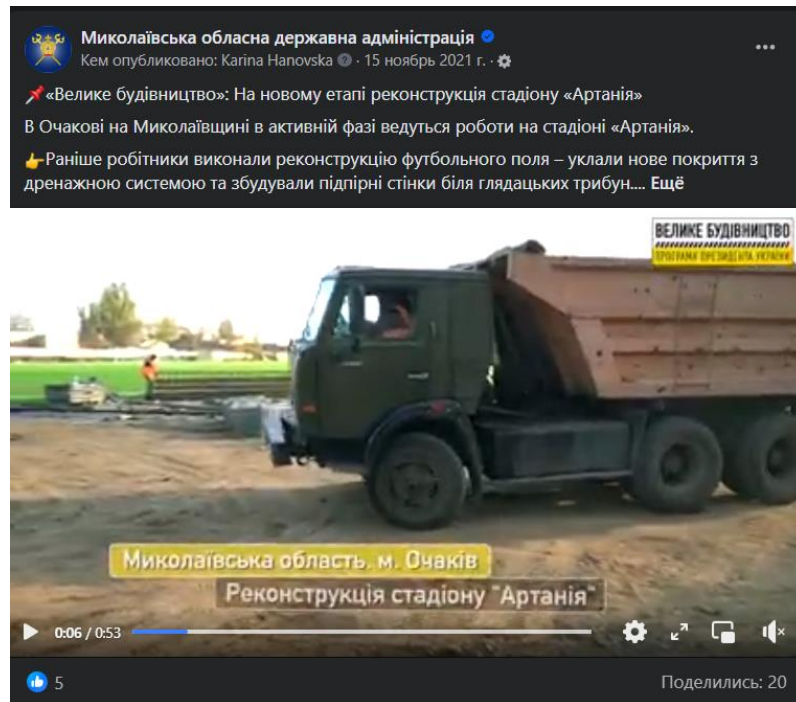 Миколаївська обласна державна адміністрація
Кем опубликовано: Karina Hanovska · 15 ноябрь 2021 г. ·
📌«Велике будівництво»: На новому етапі реконструкція стадіону «Артанія»
В Очакові на Миколаївщині в активній фазі ведуться роботи на стадіоні «Артанія».
👉Раніше робітники виконали реконструкцію футбольного поля – уклали нове покриття з
дренажною системою та збудували підпірні стінки біля глядацьких трибун.... Ещё
ВЕЛИКЕ БУДІВНИЦТВО
ПРОГРАМА ПРЕЗИДЕНТА УКРАЇНИ
Миколаївська область. м. Очаків
Реконструкція стадіону "Артанія"
0:06 / 0:53
5
Поделились: 20